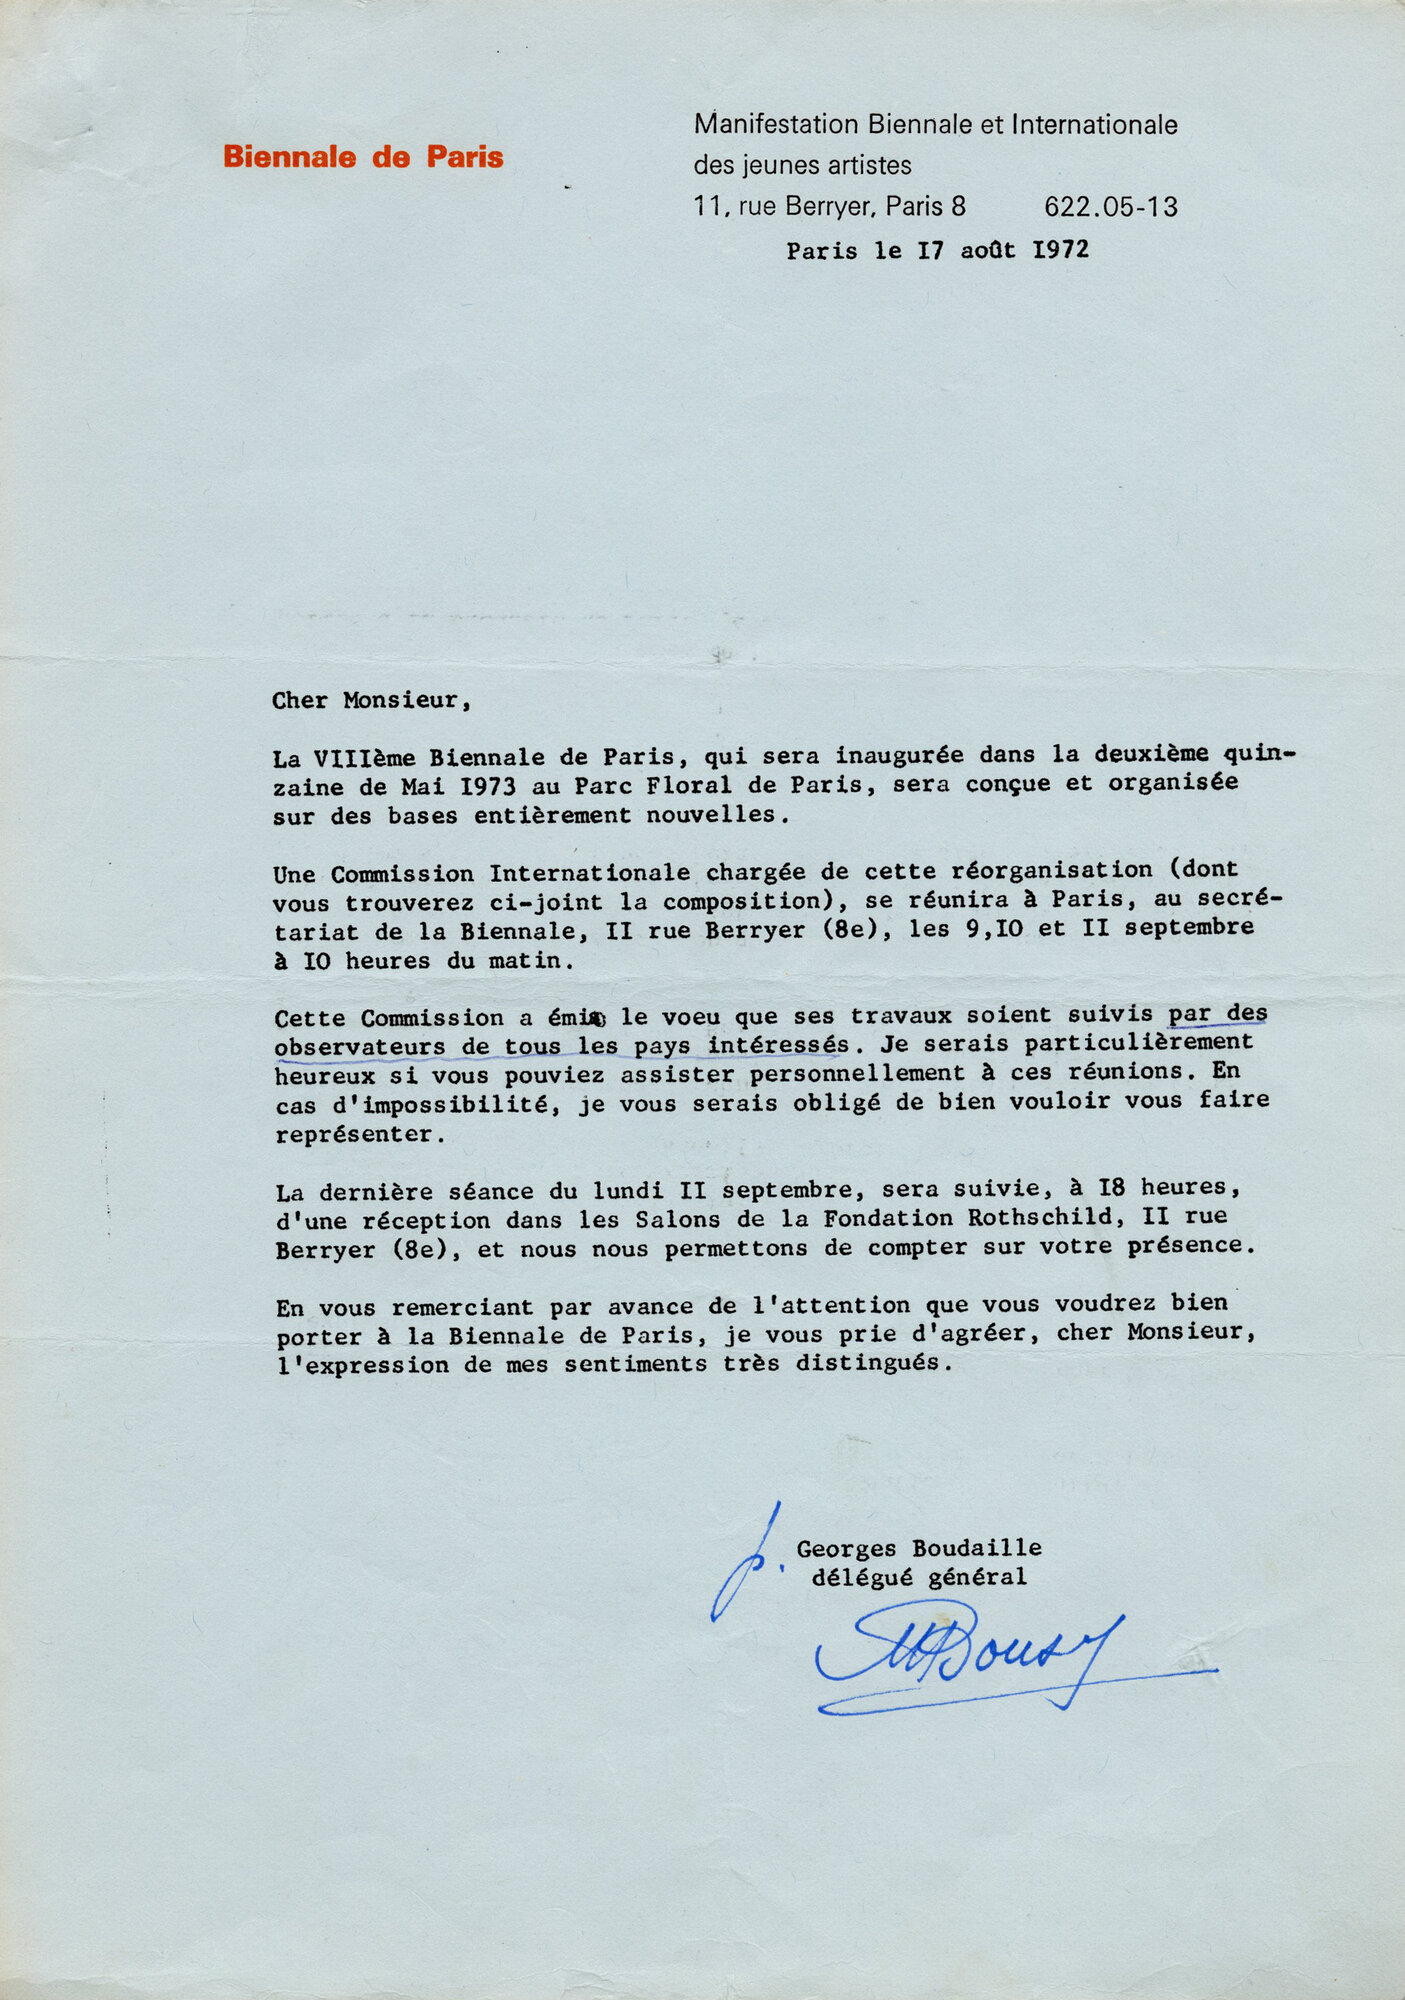 Biennale de Paris
Manifestation Biennale et Internationale
des jeunes artistes
11, rue Berryer, Paris 8 622.05-13
Paris le I7 août I972
Cher Monsieur,
La VIIIème Biennale de Paris, qui sera inaugurée dans la deuxième quin-
zaine de Mai I973 au Parc Floral de Paris, sera conçue et organisée
sur des bases entièrement nouvelles.
Une Commission Internationale chargée de cette réorganisation (dont
vous trouverez ci-joint la composition), se réunira à Paris, au secré-
tariat de la Biennale, II rue Berryer (8e), les 9,IO et II septembre
à IO heures du matin.
Cette Commission a émis le voeu que ses travaux soient suivis par des
observateurs de tous les pays intéressés. Je serais particulièrement
heureux si vous pouviez assister personnellement à ces réunions. En
cas d'impossibilité, je vous serais obligé de bien vouloir vous faire
représenter.
La dernière séance du lundi II septembre, sera suivie, à I8 heures,
d'une réception dans les Salons de la Fondation Rothschild, II rue
Berryer (8e), et nous nous permettons de compter sur votre présence.
En vous remerciant par avance de l'attention que vous voudrez bien
porter à la Biennale de Paris, je vous prie d'agréer, cher Monsieur,
l'expression de mes sentiments très distingués.
p. Georges Boudaille
délégué général